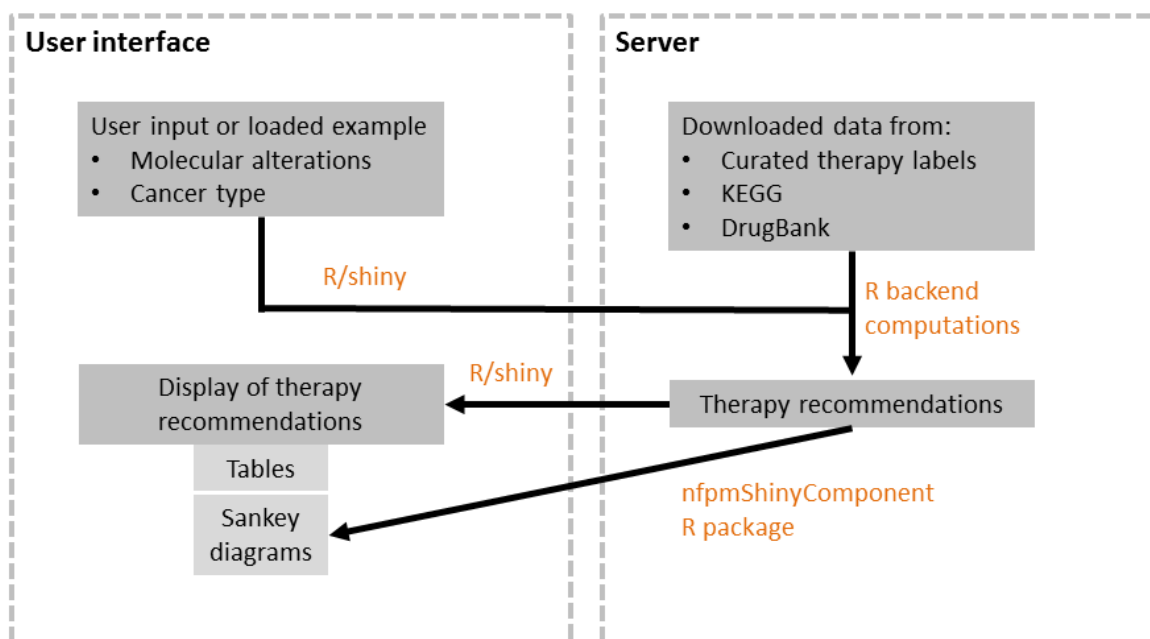 User interface
User input or loaded example
• Molecular alterations
• Cancer type
R/shiny
Display of therapy
recommendations
Tables
Sankey
diagrams
R/shiny
Server
Downloaded data from:
• Curated therapy labels
• KEGG
• DrugBank
R backend
computations
Therapy recommendations
nfpmShinyComponent
R package